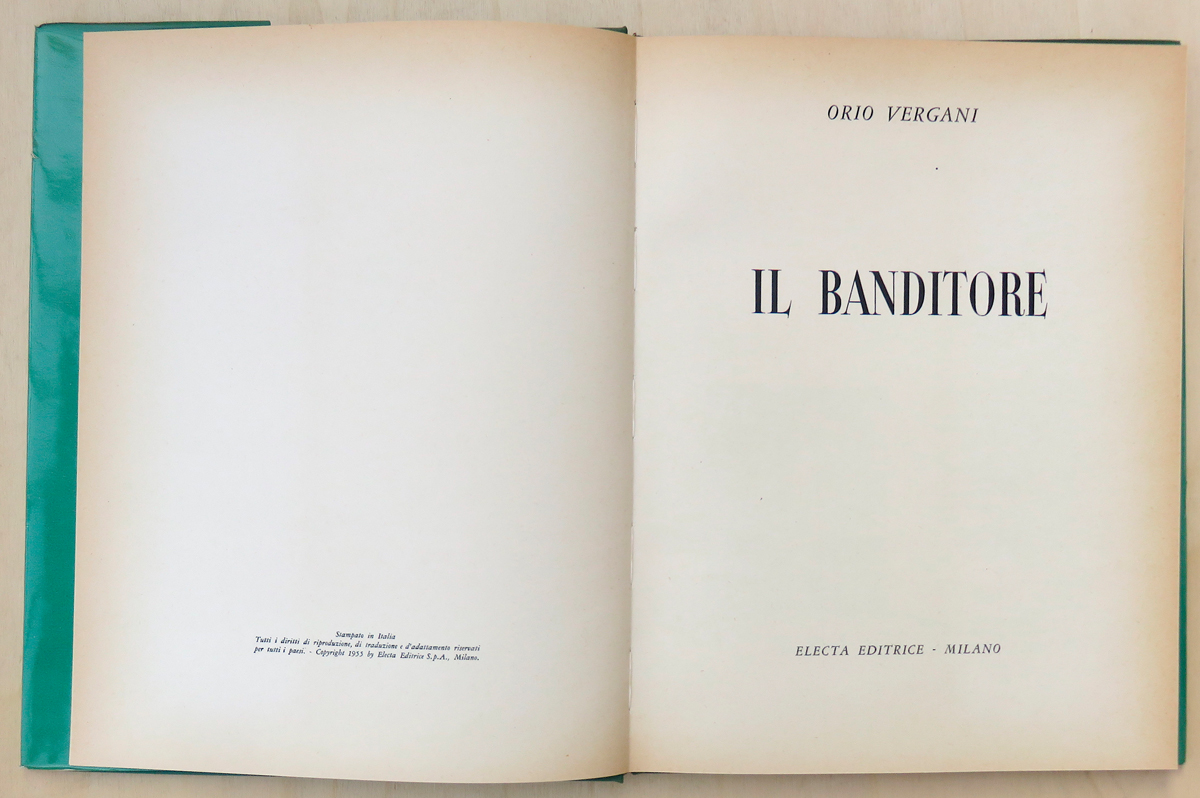 Stampato in Italia
Tutti i diritti di riproduzione, di traduzione e d'adattamento riservati
per tutti i paesi. - Copyright 1955 by Electa Editrice S.p.A., Milano.
ORIO VERGANI
IL BANDITORE
ELECTA EDITRICE - MILANO